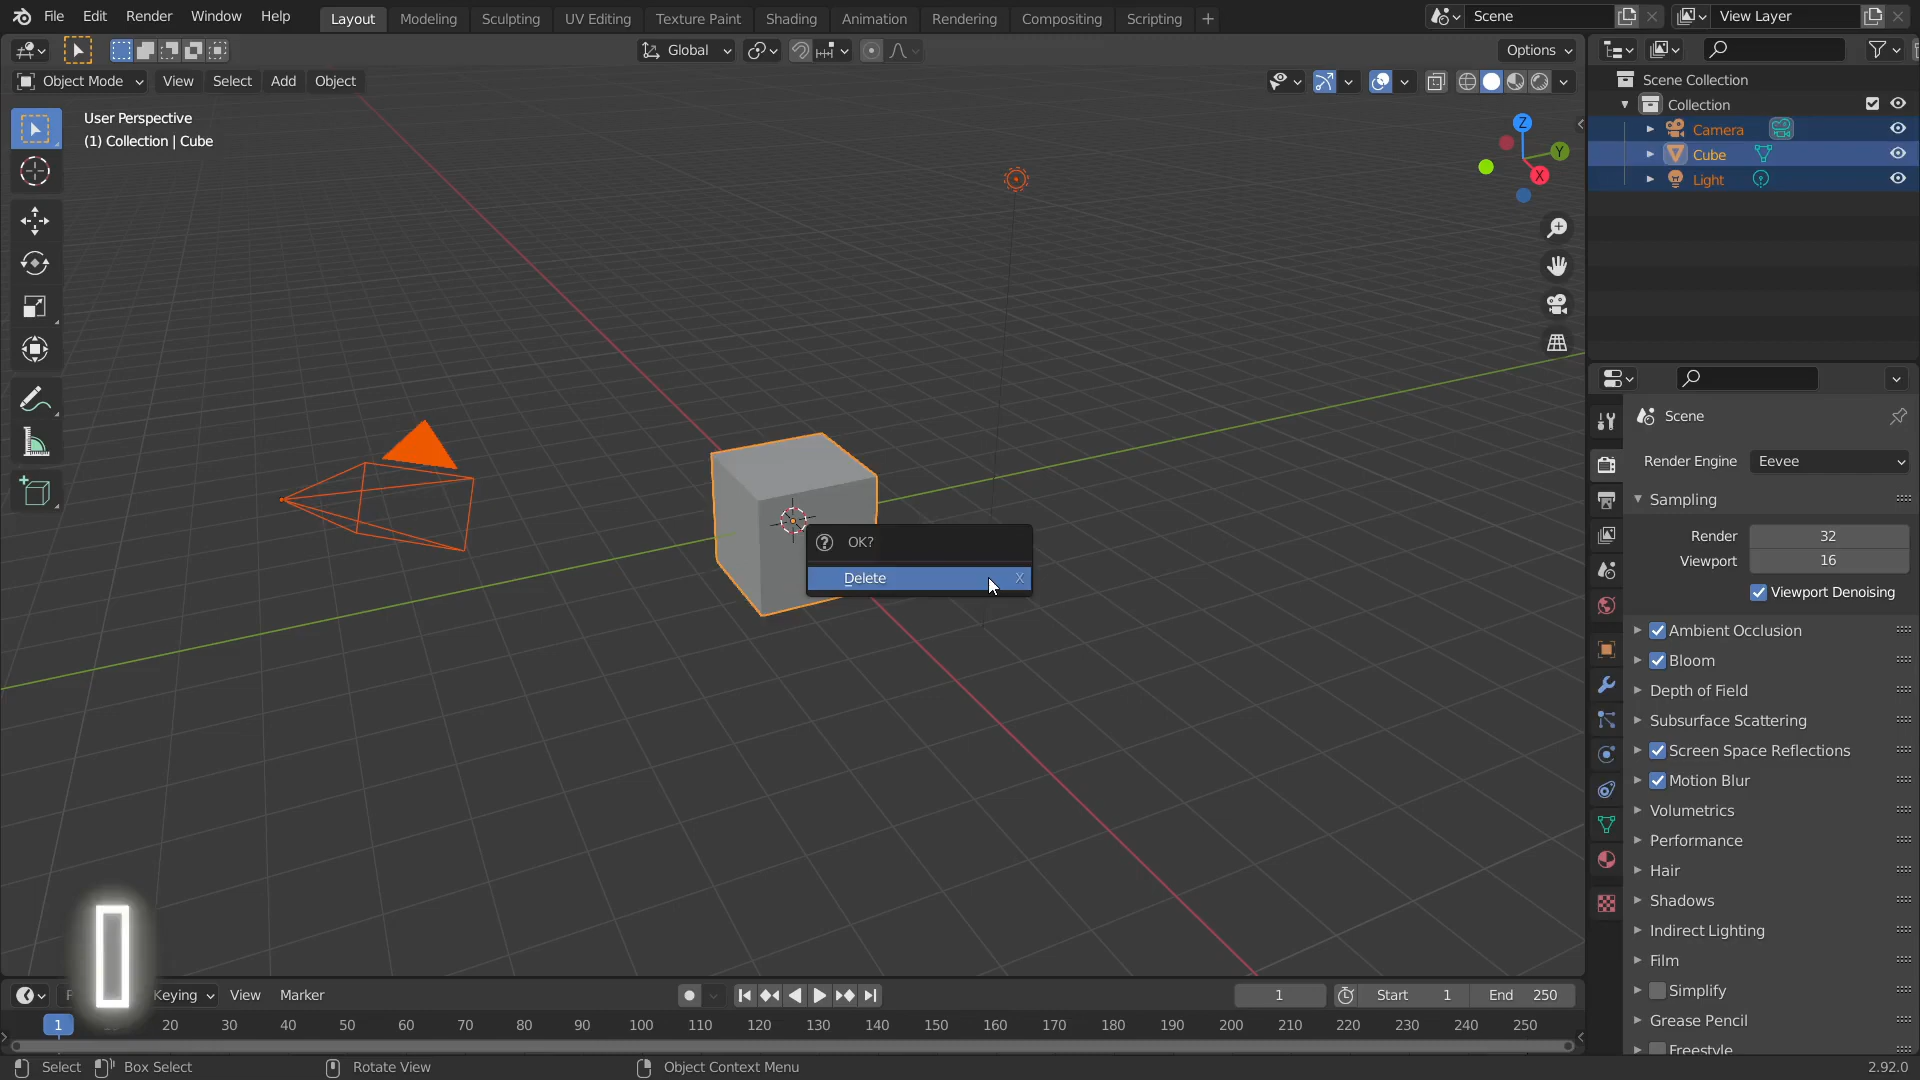 File Edit Render Window Help
Layout Modeling Sculpting UV Editing Texture Paint Shading Animation Rendering Compositing Scripting +
Scene
View Layer
Global
Options
Object Mode View Select Add Object
User Perspective
(1) Collection | Cube
Z
Y
X
Scene Collection
Collection
Camera
Cube
Light
Scene
Render Engine Eevee
Sampling
Render 32
Viewport 16
Viewport Denoising
Ambient Occlusion
Bloom
Depth of Field
Subsurface Scattering
Screen Space Reflections
Motion Blur
Volumetrics
Performance
Hair
Shadows
Indirect Lighting
Film
Simplify
Grease Pencil
Freestyle
OK?
Delete X
Keying View Marker
1
Start 1 End 250
1 20 30 40 50 60 70 80 90 100 110 120 130 140 150 160 170 180 190 200 210 220 230 240 250
Select Box Select Rotate View Object Context Menu 2.92.0